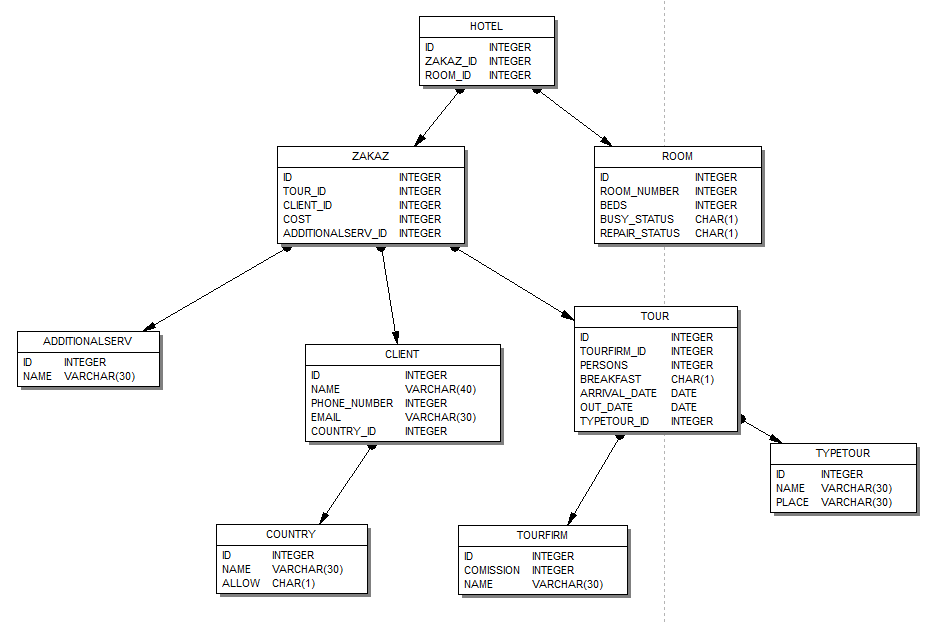 HOTEL
ID INTEGER
ZAKAZ_ID INTEGER
ROOM_ID INTEGER
ZAKAZ
ID INTEGER
TOUR_ID INTEGER
CLIENT_ID INTEGER
COST INTEGER
ADDITIONALSERV_ID INTEGER
ROOM
ID INTEGER
ROOM_NUMBER INTEGER
BEDS INTEGER
BUSY_STATUS CHAR(1)
REPAIR_STATUS CHAR(1)
ADDITIONALSERV
ID INTEGER
NAME VARCHAR(30)
CLIENT
ID INTEGER
NAME VARCHAR(40)
PHONE_NUMBER INTEGER
EMAIL VARCHAR(30)
COUNTRY_ID INTEGER
TOUR
ID INTEGER
TOURFIRM_ID INTEGER
PERSONS INTEGER
BREAKFAST CHAR(1)
ARRIVAL_DATE DATE
OUT_DATE DATE
TYPETOUR_ID INTEGER
TYPETOUR
ID INTEGER
NAME VARCHAR(30)
PLACE VARCHAR(30)
COUNTRY
ID INTEGER
NAME VARCHAR(30)
ALLOW CHAR(1)
TOURFIRM
ID INTEGER
COMISSION INTEGER
NAME VARCHAR(30)